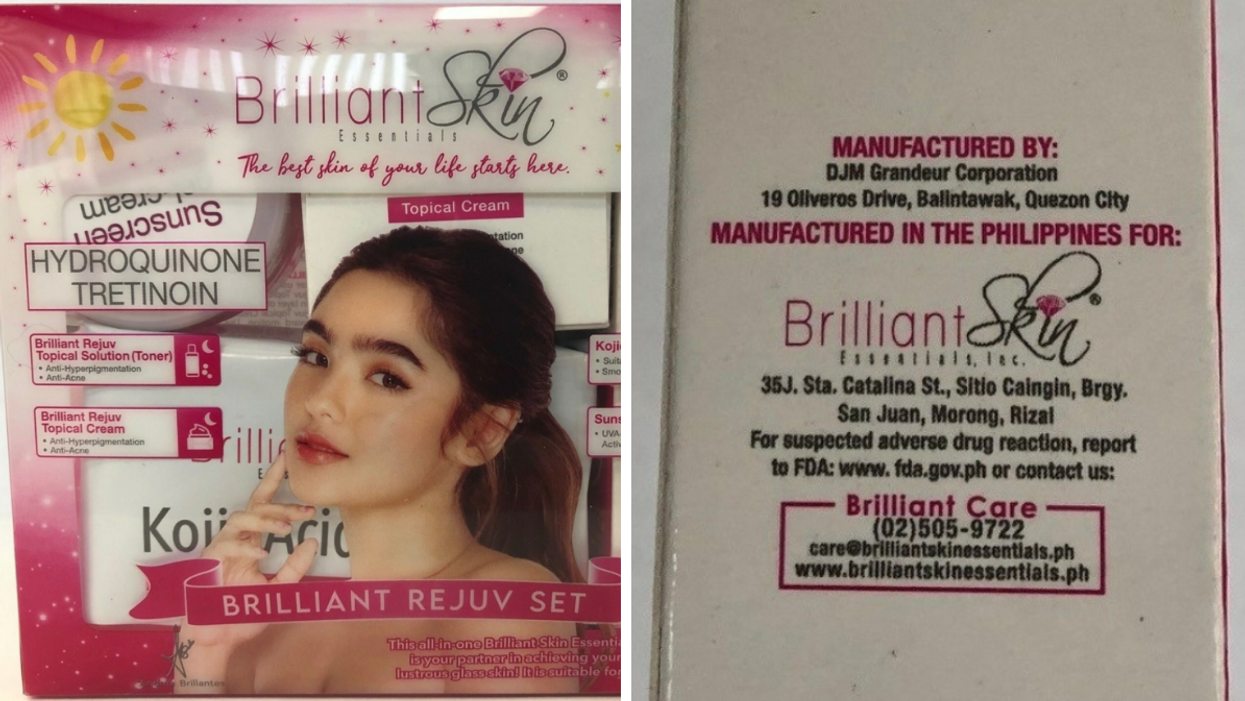 Brilliant Skin®
Essentials
The best skin of your life starts here.
Sunscreen
cream
Topical Cream
HYDROQUINONE
TRETINOIN
Brilliant Rejuv
Topical Solution (Toner)
• Anti-Hyperpigmentation
• Anti-Acne
Brilliant Rejuv
Topical Cream
• Anti-Hyperpigmentation
• Anti-Acne
Acid
BRILLIANT REJUV SET
This all-in-one Brilliant Skin
is your partner in achieving
lustrous glass skin! It is suitable
Brillantes
MANUFACTURED BY:
DJM Grandeur Corporation
19 Oliveros Drive, Balintawak, Quezon City
MANUFACTURED IN THE PHILIPPINES FOR:
Brilliant Skin®
Essentials, Inc.
35J. Sta. Catalina St., Sitio Caingin, Brgy.
San Juan, Morong, Rizal
For suspected adverse drug reaction, report
to FDA: www. fda.gov.ph or contact us:
Brilliant Care
(02)505-9722
care@brilliantskinessentials.ph
www.brilliantskinessentials.ph